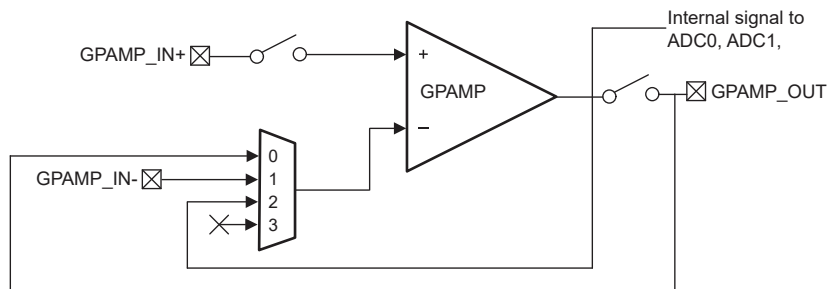 Internal signal to
ADC0, ADC1,
GPAMP_IN+
+
GPAMP
GPAMP_OUT
−
0
GPAMP_IN-
1
2
3